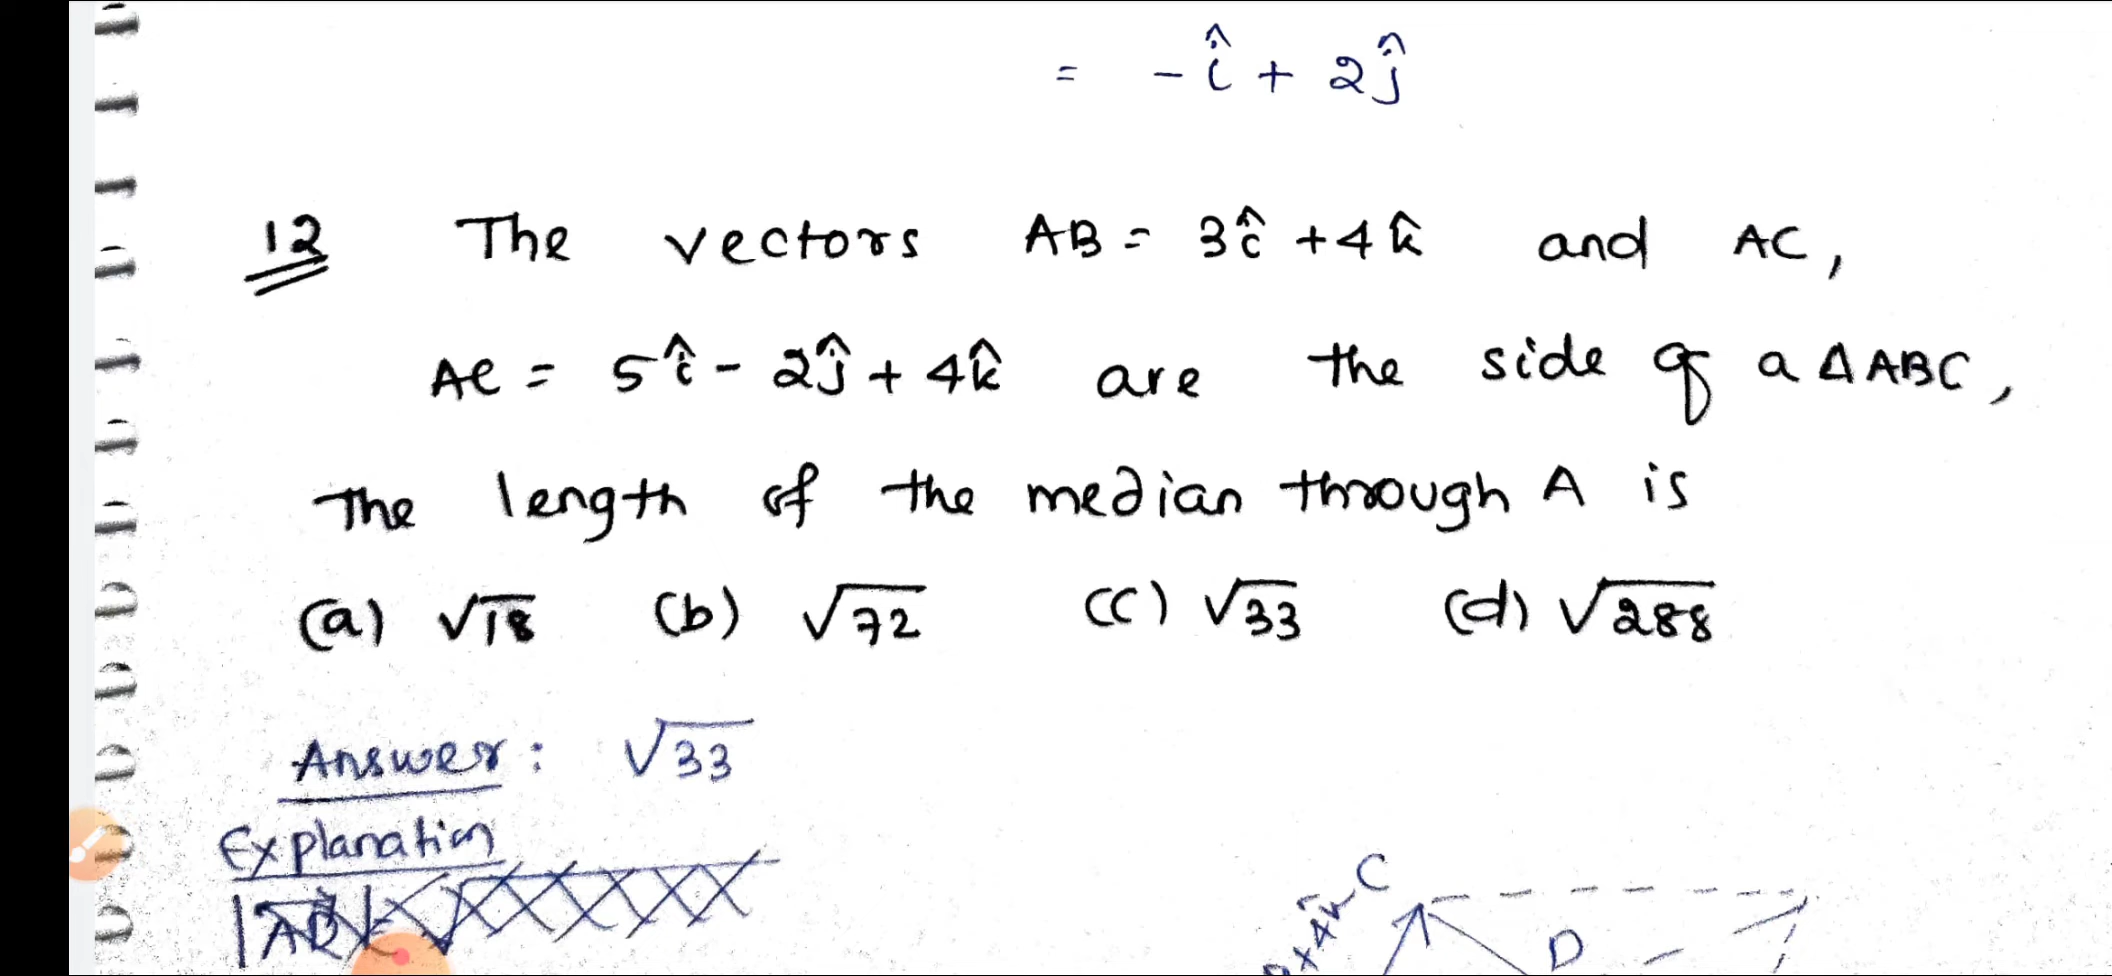 = -î + 2ĵ
12 The vectors AB = 3î + 4k̂ and AC,
AC = 5î - 2ĵ + 4k̂ are the side of a ΔABC,
The length of the median through A is
(a) √18 (b) √72 (c) √33 (d) √288
Answer: √33
Explanation
C
D